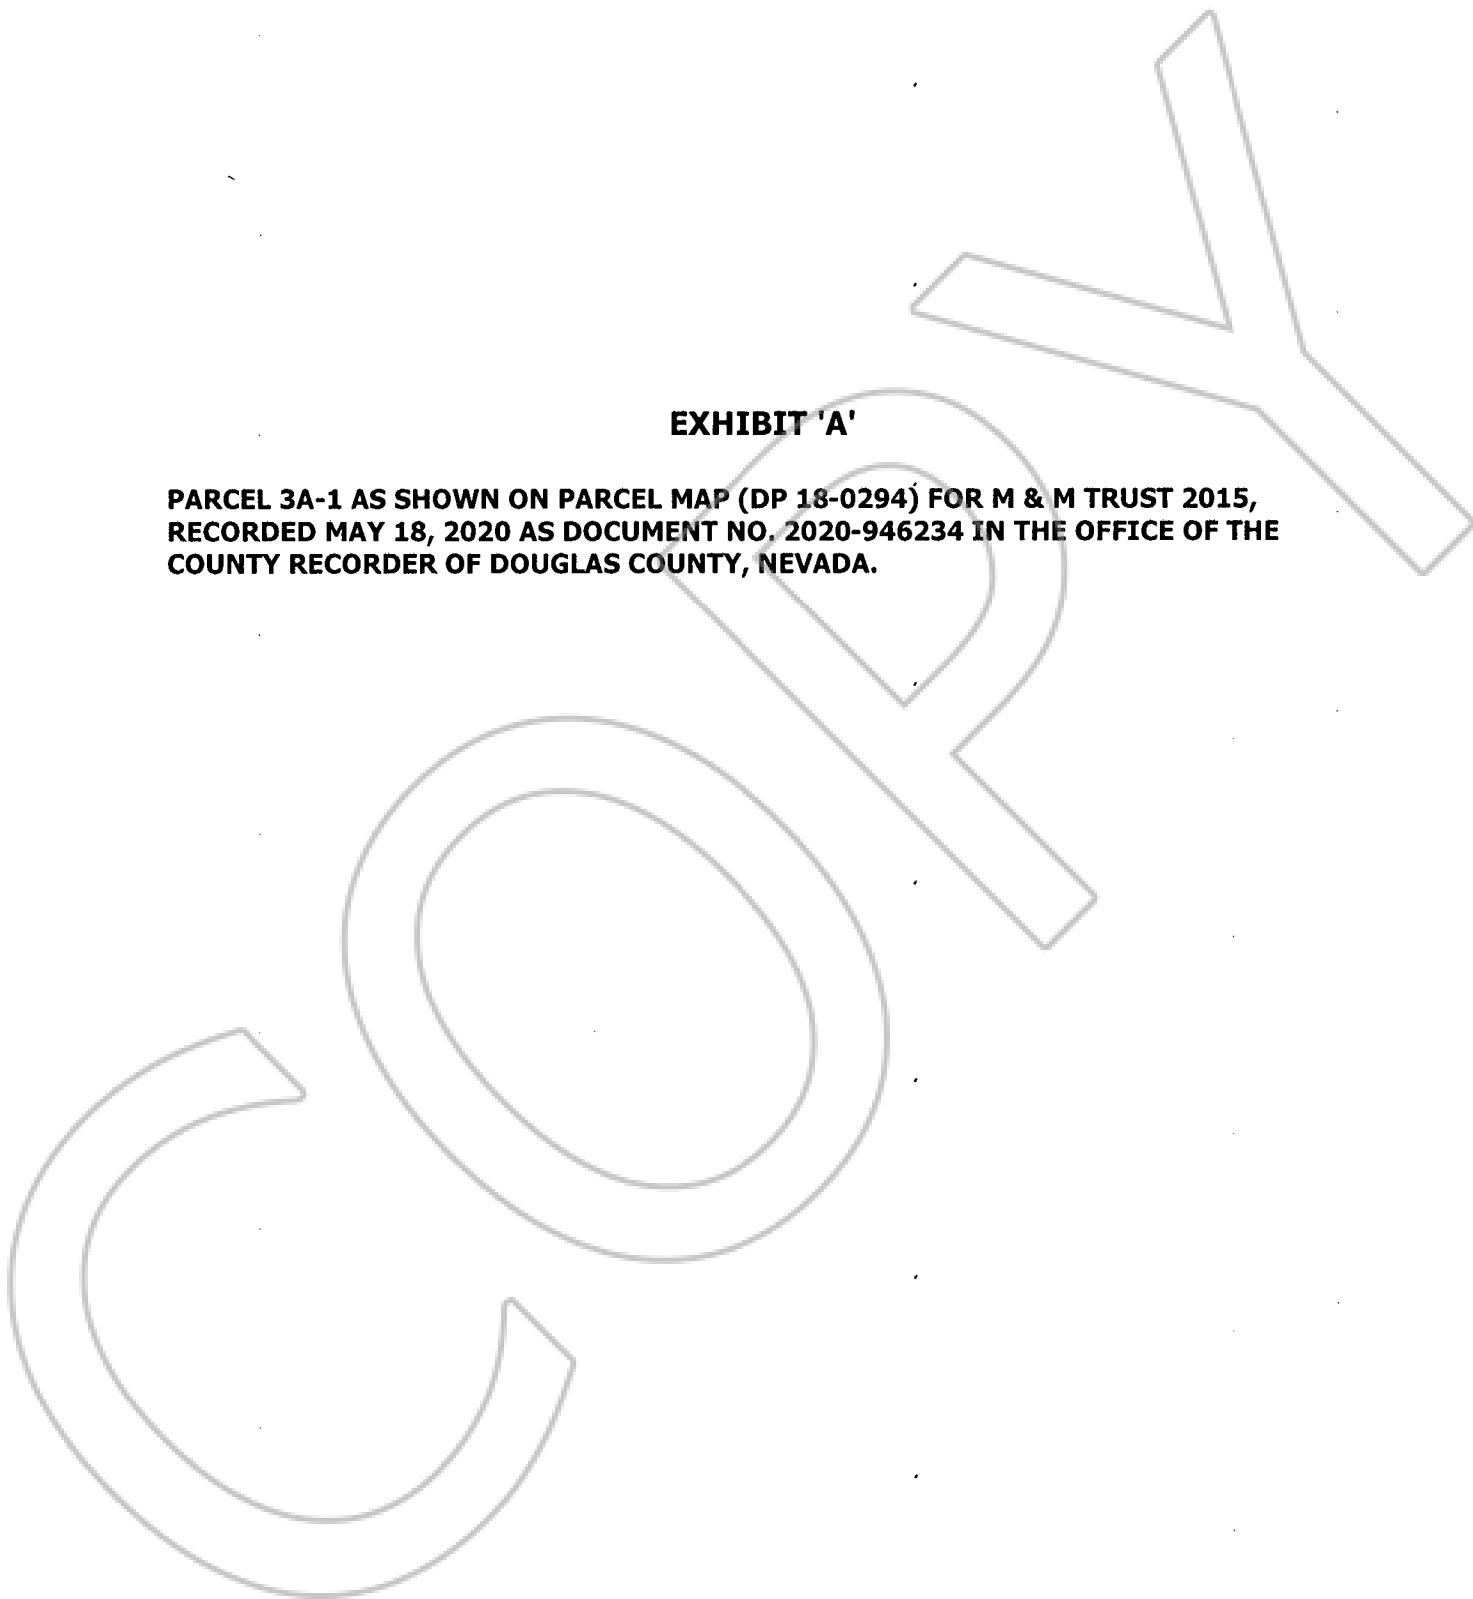 EXHIBIT 'A'
PARCEL 3A-1 AS SHOWN ON PARCEL MAP (DP 18-0294) FOR M & M TRUST 2015,
RECORDED MAY 18, 2020 AS DOCUMENT NO. 2020-946234 IN THE OFFICE OF THE
COUNTY RECORDER OF DOUGLAS COUNTY, NEVADA.
COPY